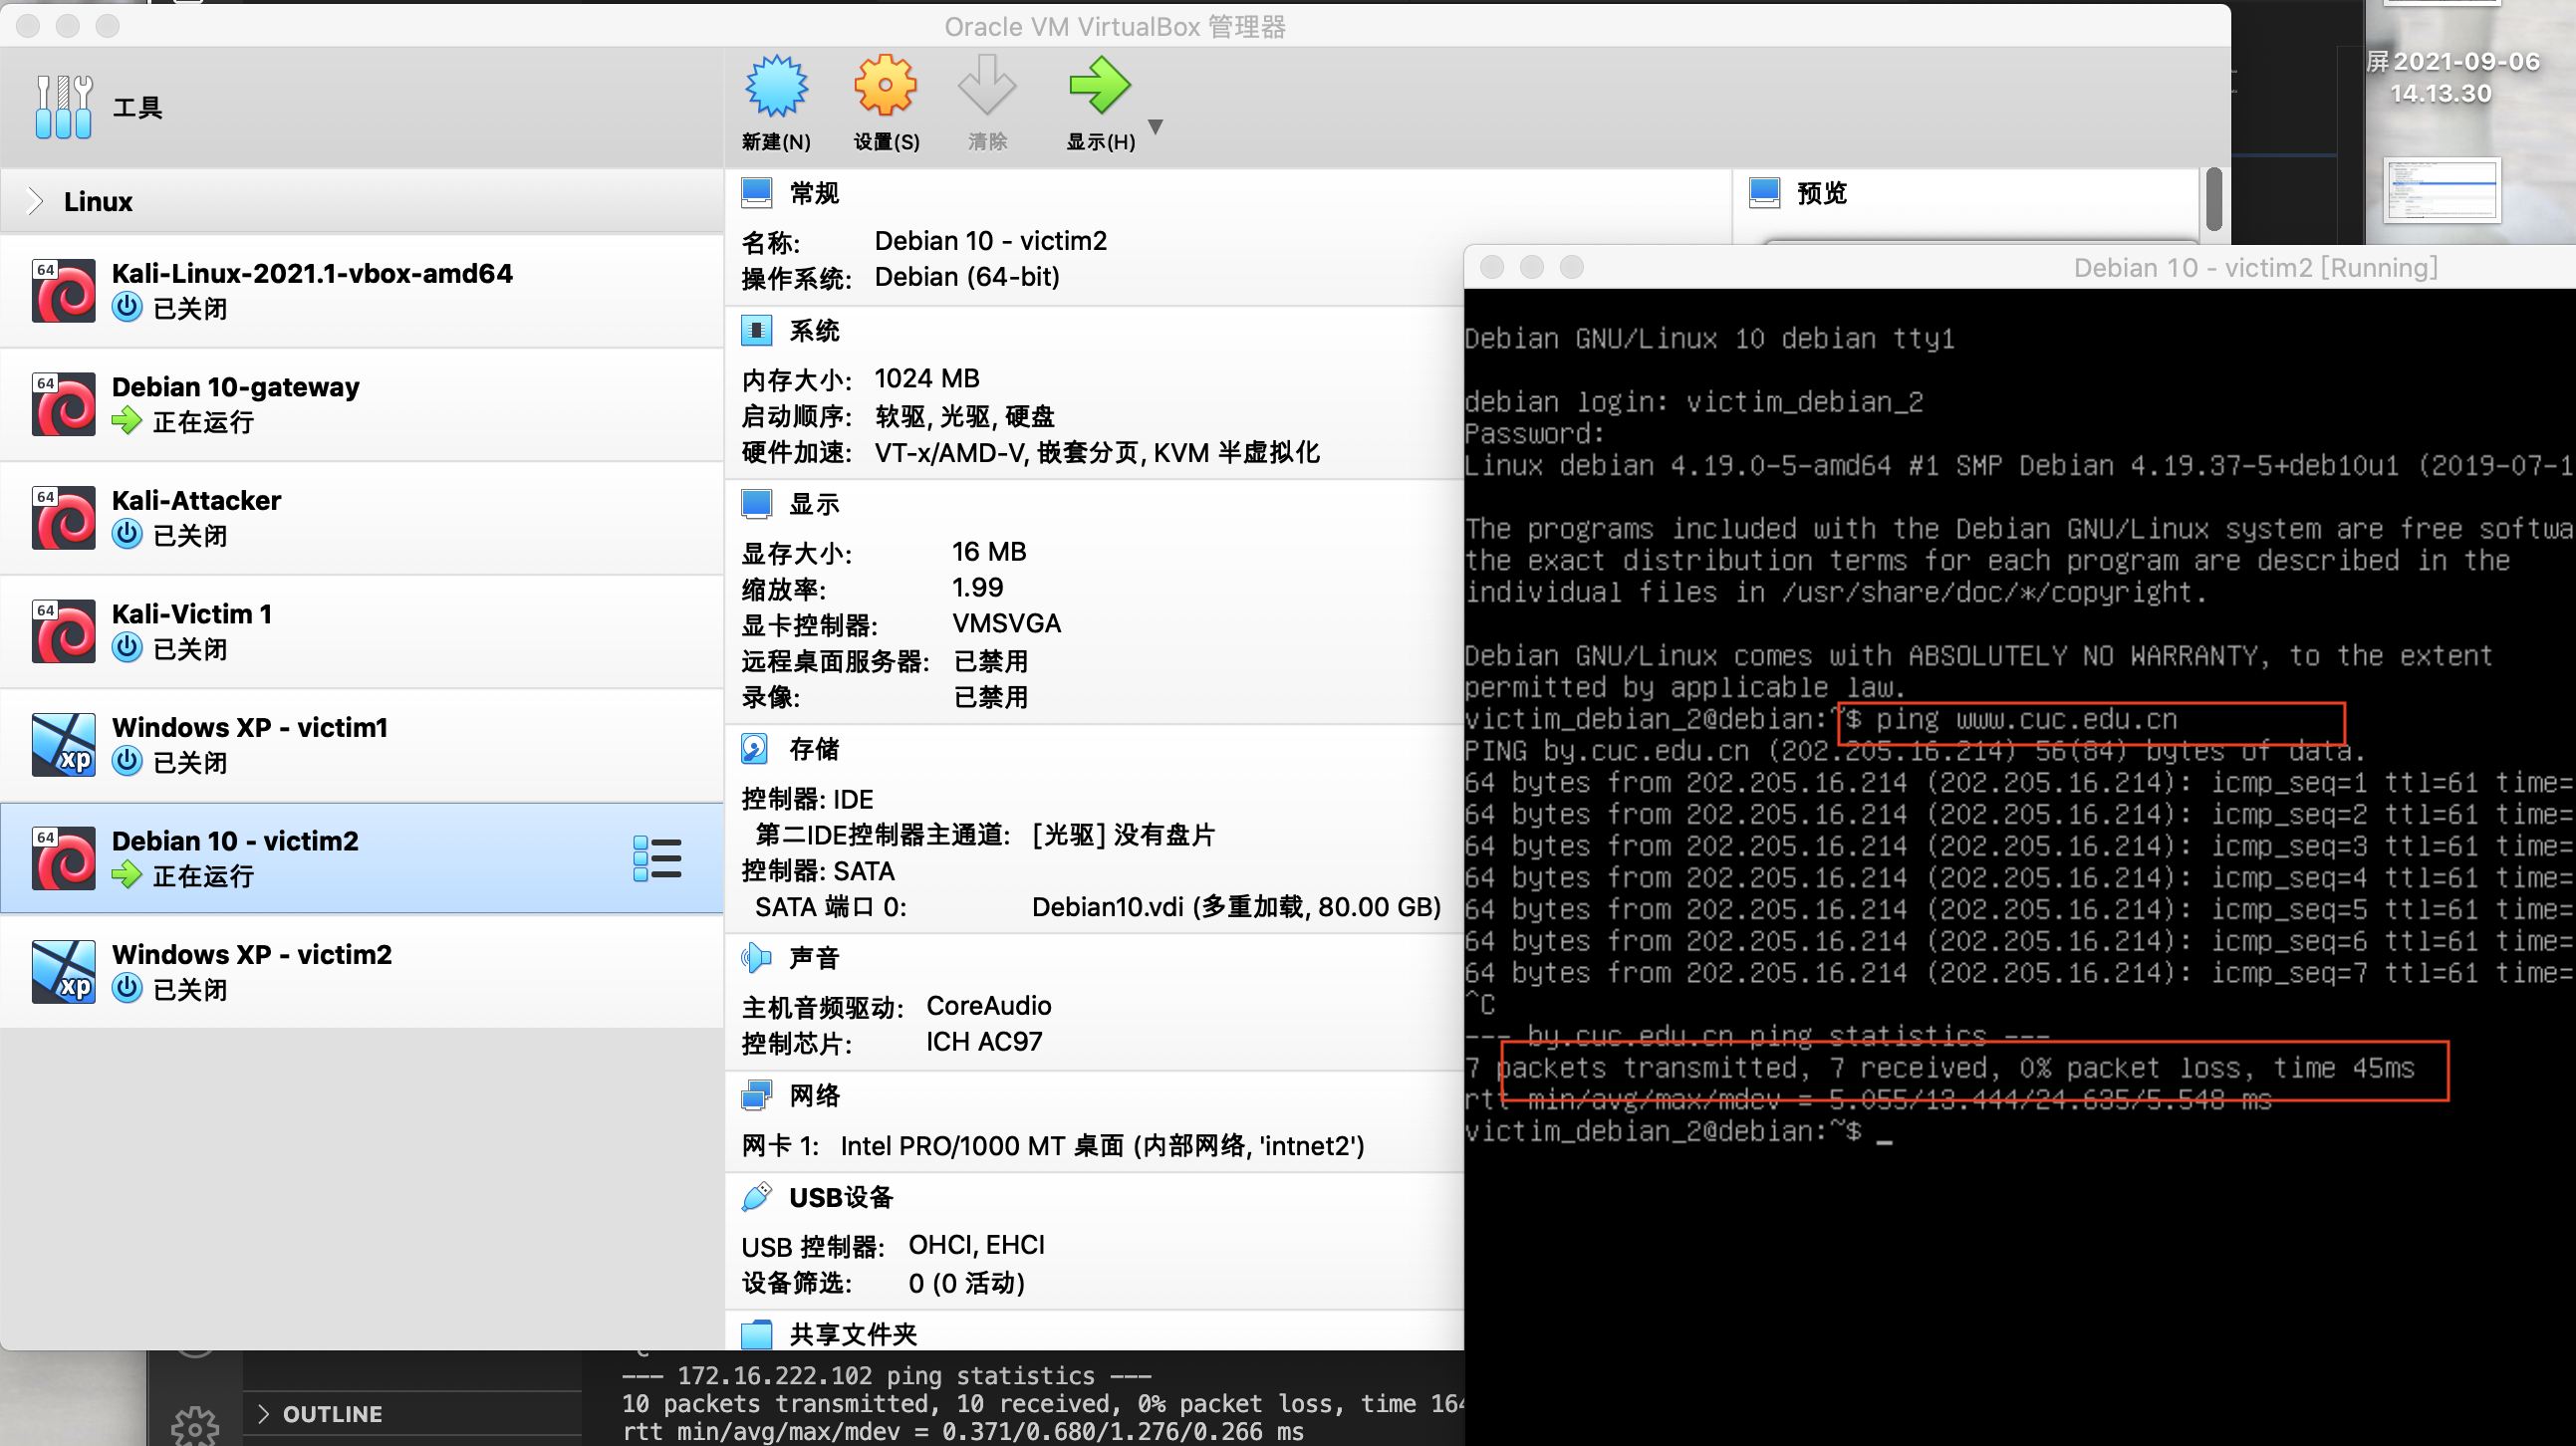 Oracle VM VirtualBox 管理器
工具
新建(N)
设置(S)
清除
显示(H)
屏2021-09-06
14.13.30
Linux
64
Kali-Linux-2021.1-vbox-amd64
已关闭
64
Debian 10-gateway
正在运行
64
Kali-Attacker
已关闭
64
Kali-Victim 1
已关闭
xp
Windows XP - victim1
已关闭
64
Debian 10 - victim2
正在运行
xp
Windows XP - victim2
已关闭
常规
名称: Debian 10 - victim2
操作系统: Debian (64-bit)
预览
系统
内存大小: 1024 MB
启动顺序: 软驱, 光驱, 硬盘
硬件加速: VT-x/AMD-V, 嵌套分页, KVM 半虚拟化
显示
显存大小: 16 MB
缩放率: 1.99
显卡控制器: VMSVGA
远程桌面服务器: 已禁用
录像: 已禁用
存储
控制器: IDE
第二IDE控制器主通道: [光驱] 没有盘片
控制器: SATA
SATA 端口 0: Debian10.vdi (多重加载, 80.00 GB)
声音
主机音频驱动: CoreAudio
控制芯片: ICH AC97
网络
网卡 1: Intel PRO/1000 MT 桌面 (内部网络, 'intnet2')
USB设备
USB 控制器: OHCI, EHCI
设备筛选: 0 (0 活动)
共享文件夹
Debian 10 - victim2 [Running]
Debian GNU/Linux 10 debian tty1
debian login: victim_debian_2
Password:
Linux debian 4.19.0-5-amd64 #1 SMP Debian 4.19.37-5+deb10u1 (2019-07-1
The programs included with the Debian GNU/Linux system are free softwa
the exact distribution terms for each program are described in the
individual files in /usr/share/doc/*/copyright.
Debian GNU/Linux comes with ABSOLUTELY NO WARRANTY, to the extent
permitted by applicable law.
victim_debian_2@debian:~$ ping www.cuc.edu.cn
PING by.cuc.edu.cn (202.205.16.214) 56(84) bytes of data.
64 bytes from 202.205.16.214 (202.205.16.214): icmp_seq=1 ttl=61 time=
64 bytes from 202.205.16.214 (202.205.16.214): icmp_seq=2 ttl=61 time=
64 bytes from 202.205.16.214 (202.205.16.214): icmp_seq=3 ttl=61 time=
64 bytes from 202.205.16.214 (202.205.16.214): icmp_seq=4 ttl=61 time=
64 bytes from 202.205.16.214 (202.205.16.214): icmp_seq=5 ttl=61 time=
64 bytes from 202.205.16.214 (202.205.16.214): icmp_seq=6 ttl=61 time=
64 bytes from 202.205.16.214 (202.205.16.214): icmp_seq=7 ttl=61 time=
^C
--- by.cuc.edu.cn ping statistics ---
7 packets transmitted, 7 received, 0% packet loss, time 45ms
rtt min/avg/max/mdev = 5.055/13.444/24.635/5.548 ms
victim_debian_2@debian:~$ _
OUTLINE
--- 172.16.222.102 ping statistics ---
10 packets transmitted, 10 received, 0% packet loss, time 164
rtt min/avg/max/mdev = 0.371/0.680/1.276/0.266 ms